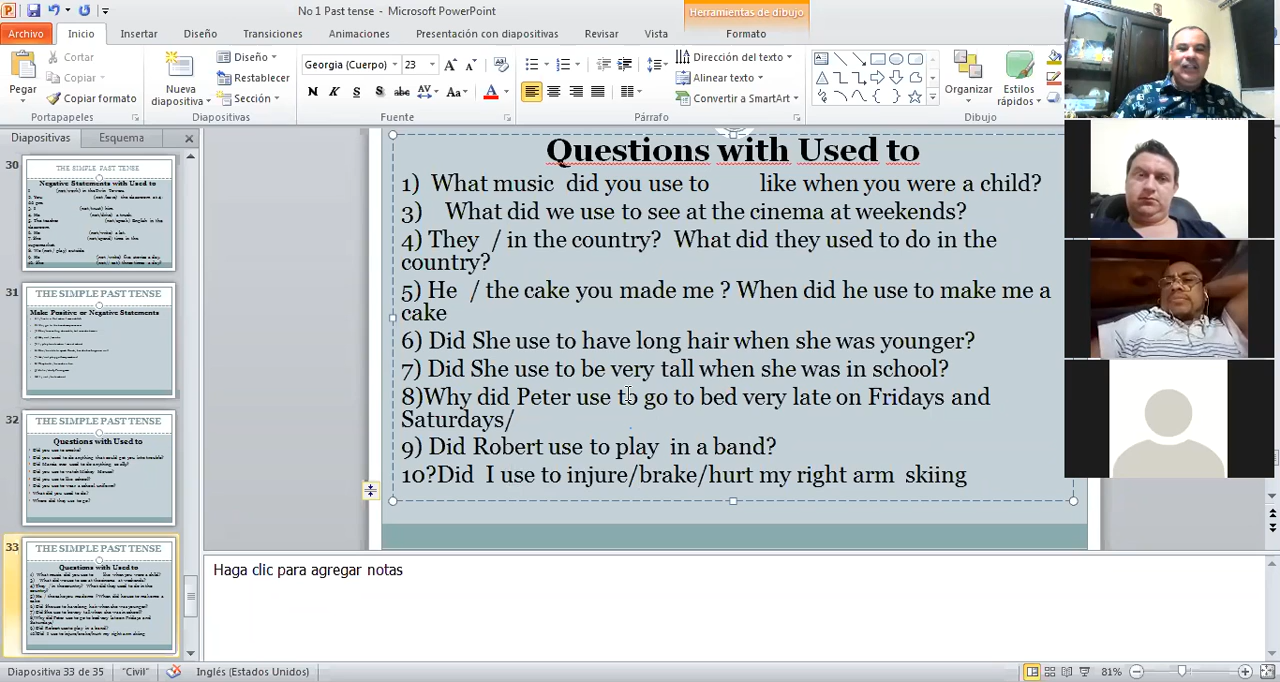 No 1 Past tense - Microsoft PowerPoint
Herramientas de dibujo
Archivo Inicio Insertar Diseño Transiciones Animaciones Presentación con diapositivas Revisar Vista Formato
Pegar
Cortar
Copiar
Copiar formato
Portapapeles
Nueva diapositiva
Diseño
Restablecer
Sección
Diapositivas
Georgia (Cuerpo) 23
N K S S abc AV Aa A
Fuente
Párrafo
Dirección del texto
Alinear texto
Convertir a SmartArt
Organizar
Estilos rápidos
Dibujo
Diapositivas Esquema
30
THE SIMPLE PAST TENSE
Negative Statements with Used to
31
THE SIMPLE PAST TENSE
Make Positive or Negative Statements
32
THE SIMPLE PAST TENSE
Questions with Used to
33
THE SIMPLE PAST TENSE
Questions with Used to
Questions with Used to
1) What music did you use to like when you were a child?
3) What did we use to see at the cinema at weekends?
4) They / in the country? What did they used to do in the
country?
5) He / the cake you made me ? When did he use to make me a
cake
6) Did She use to have long hair when she was younger?
7) Did She use to be very tall when she was in school?
8)Why did Peter use to go to bed very late on Fridays and
Saturdays/
9) Did Robert use to play in a band?
10?Did I use to injure/brake/hurt my right arm skiing
Haga clic para agregar notas
Diapositiva 33 de 35 "Civil" Inglés (Estados Unidos) 81%